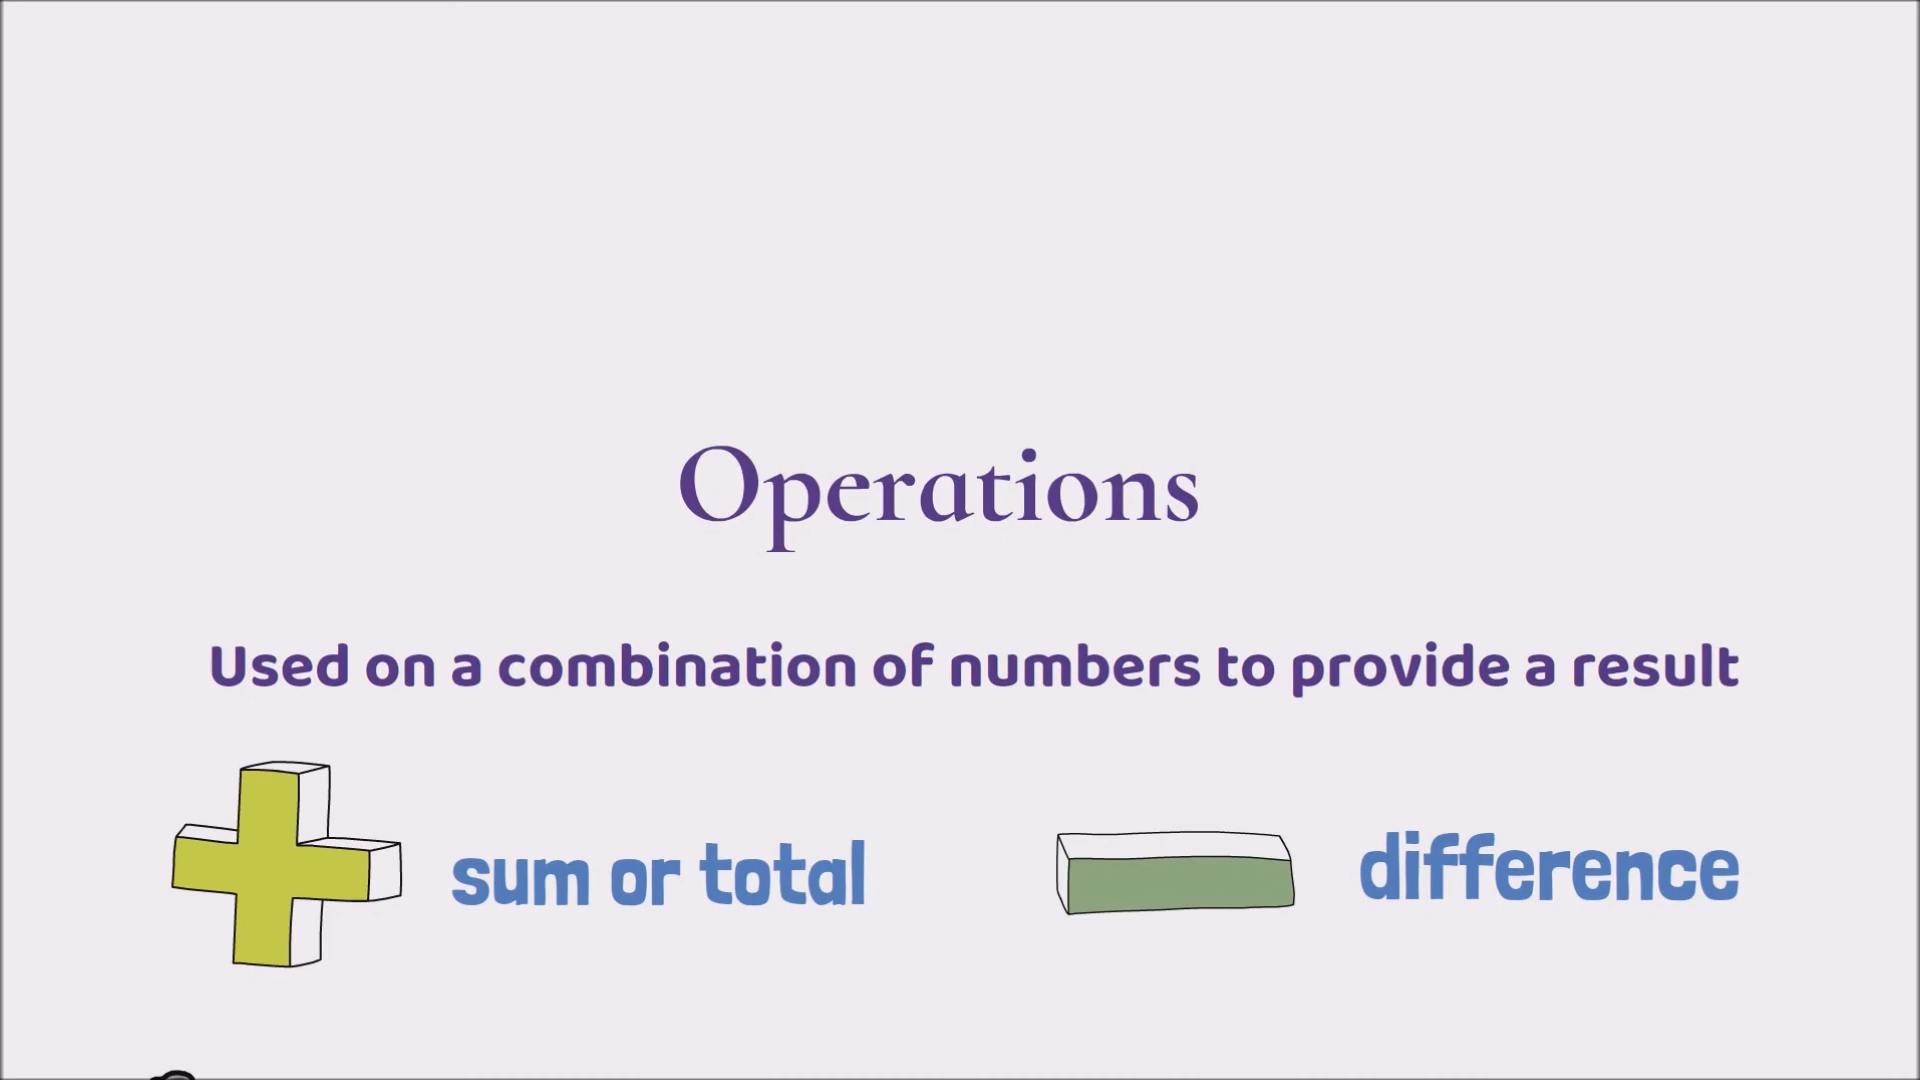 Operations
Used on a combination of numbers to provide a result
sum or total
difference